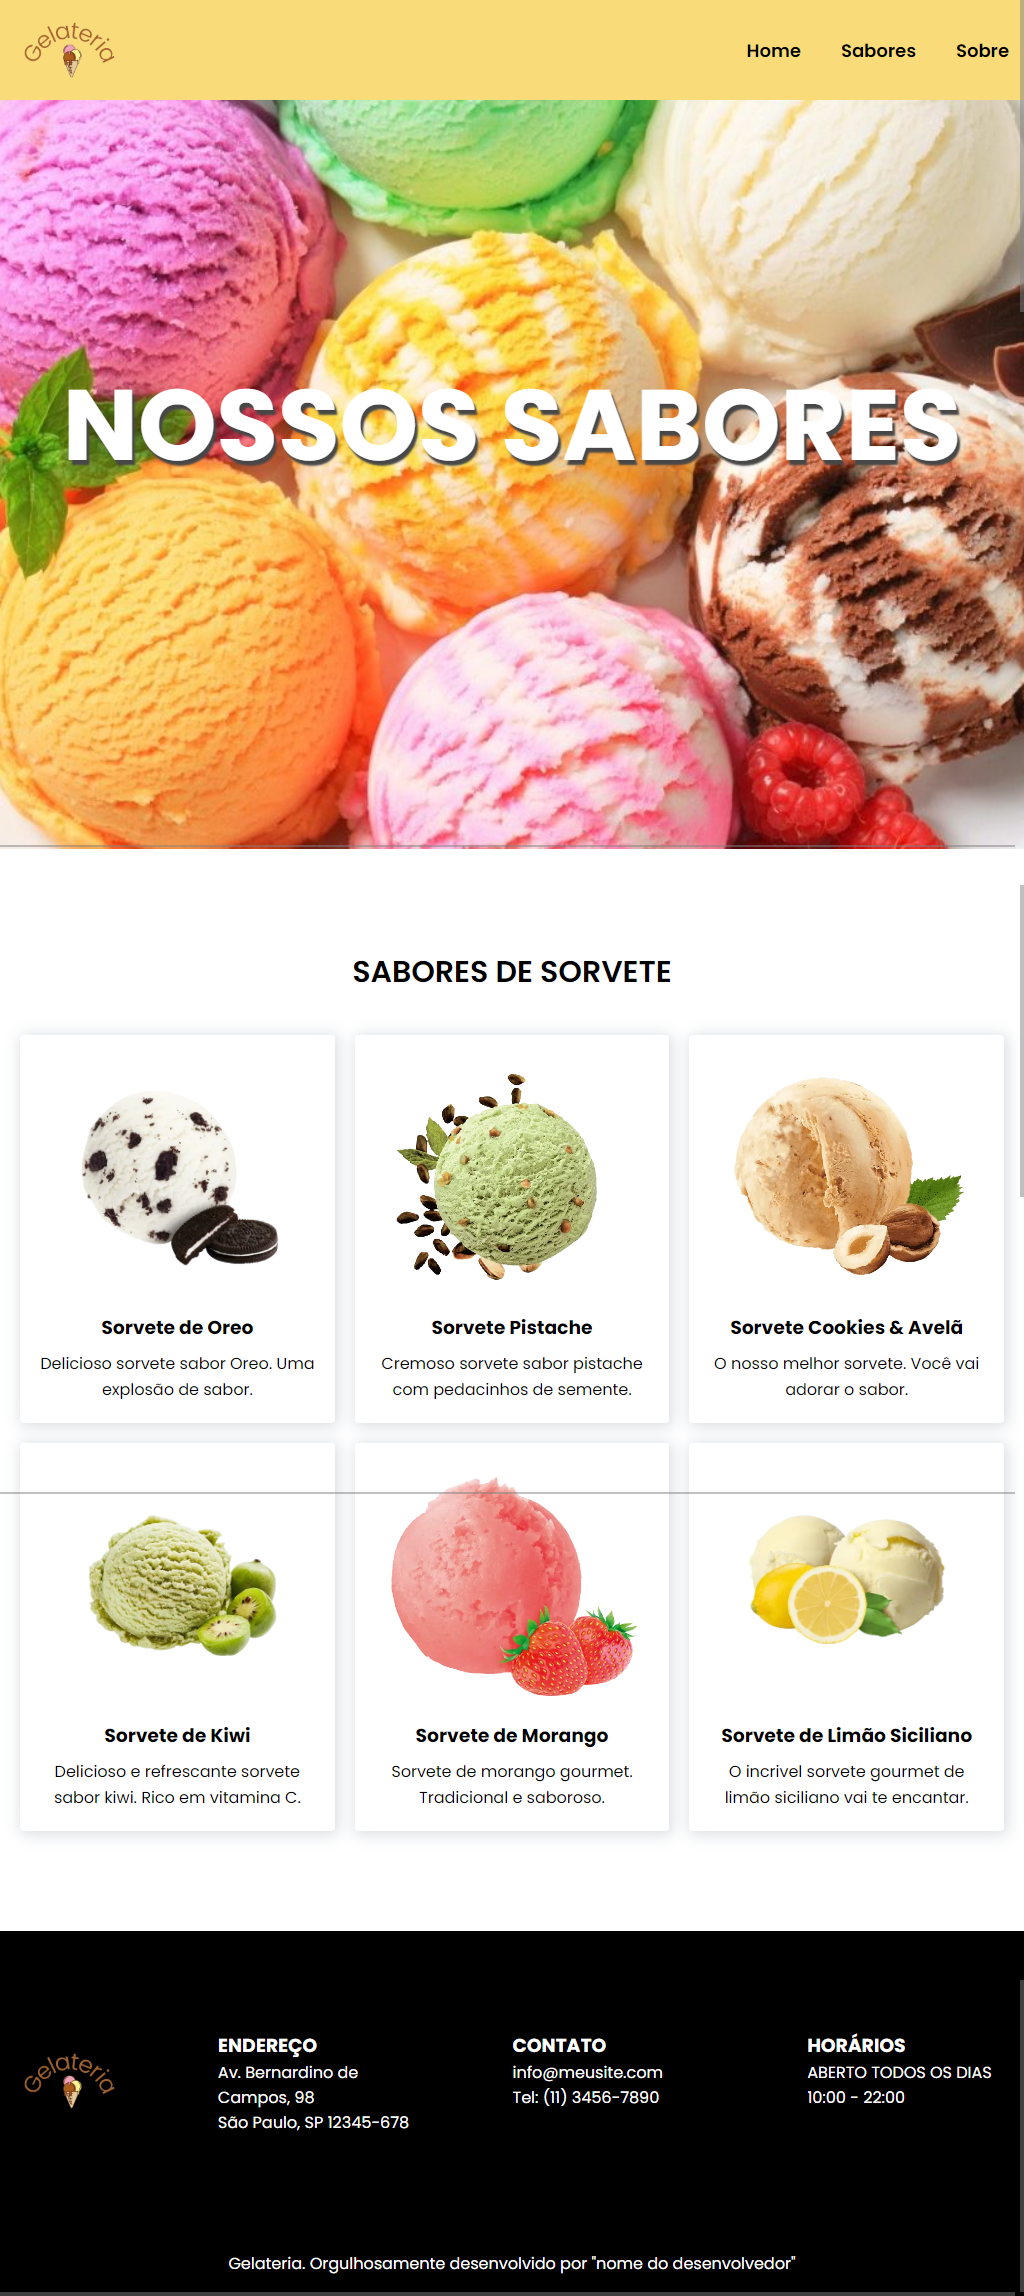 Gelateria
Home Sabores Sobre
NOSSOS SABORES
SABORES DE SORVETE
Sorvete de Oreo
Delicioso sorvete sabor Oreo. Uma
explosão de sabor.
Sorvete Pistache
Cremoso sorvete sabor pistache
com pedacinhos de semente.
Sorvete Cookies & Avelã
O nosso melhor sorvete. Você vai
adorar o sabor.
Sorvete de Kiwi
Delicioso e refrescante sorvete
sabor kiwi. Rico em vitamina C.
Sorvete de Morango
Sorvete de morango gourmet.
Tradicional e saboroso.
Sorvete de Limão Siciliano
O incrivel sorvete gourmet de
limão siciliano vai te encantar.
Gelateria
ENDEREÇO
Av. Bernardino de
Campos, 98
São Paulo, SP 12345-678
CONTATO
info@meusite.com
Tel: (11) 3456-7890
HORÁRIOS
ABERTO TODOS OS DIAS
10:00 - 22:00
Gelateria. Orgulhosamente desenvolvido por "nome do desenvolvedor"